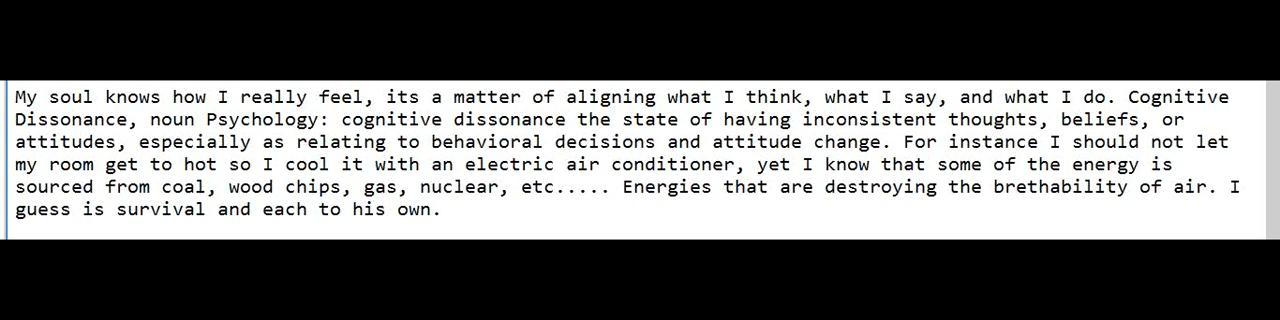 My soul knows how I really feel, its a matter of aligning what I think, what I say, and what I do. Cognitive
Dissonance, noun Psychology: cognitive dissonance the state of having inconsistent thoughts, beliefs, or
attitudes, especially as relating to behavioral decisions and attitude change. For instance I should not let
my room get to hot so I cool it with an electric air conditioner, yet I know that some of the energy is
sourced from coal, wood chips, gas, nuclear, etc..... Energies that are destroying the brethability of air. I
guess is survival and each to his own.